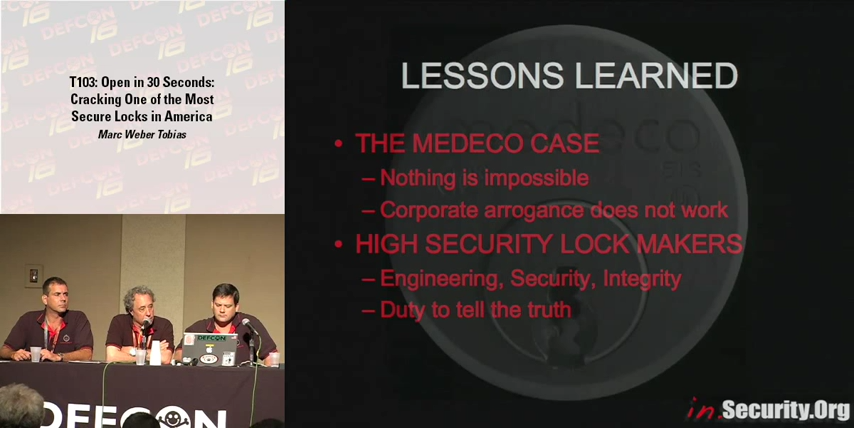 DEFCON 16
T103: Open in 30 Seconds:
Cracking One of the Most
Secure Locks in America
Marc Weber Tobias
DEFCON
DEFCON
LESSONS LEARNED
medeco
• THE MEDECO CASE
– Nothing is impossible
– Corporate arrogance does not work
• HIGH SECURITY LOCK MAKERS
– Engineering, Security, Integrity
– Duty to tell the truth
in.Security.Org